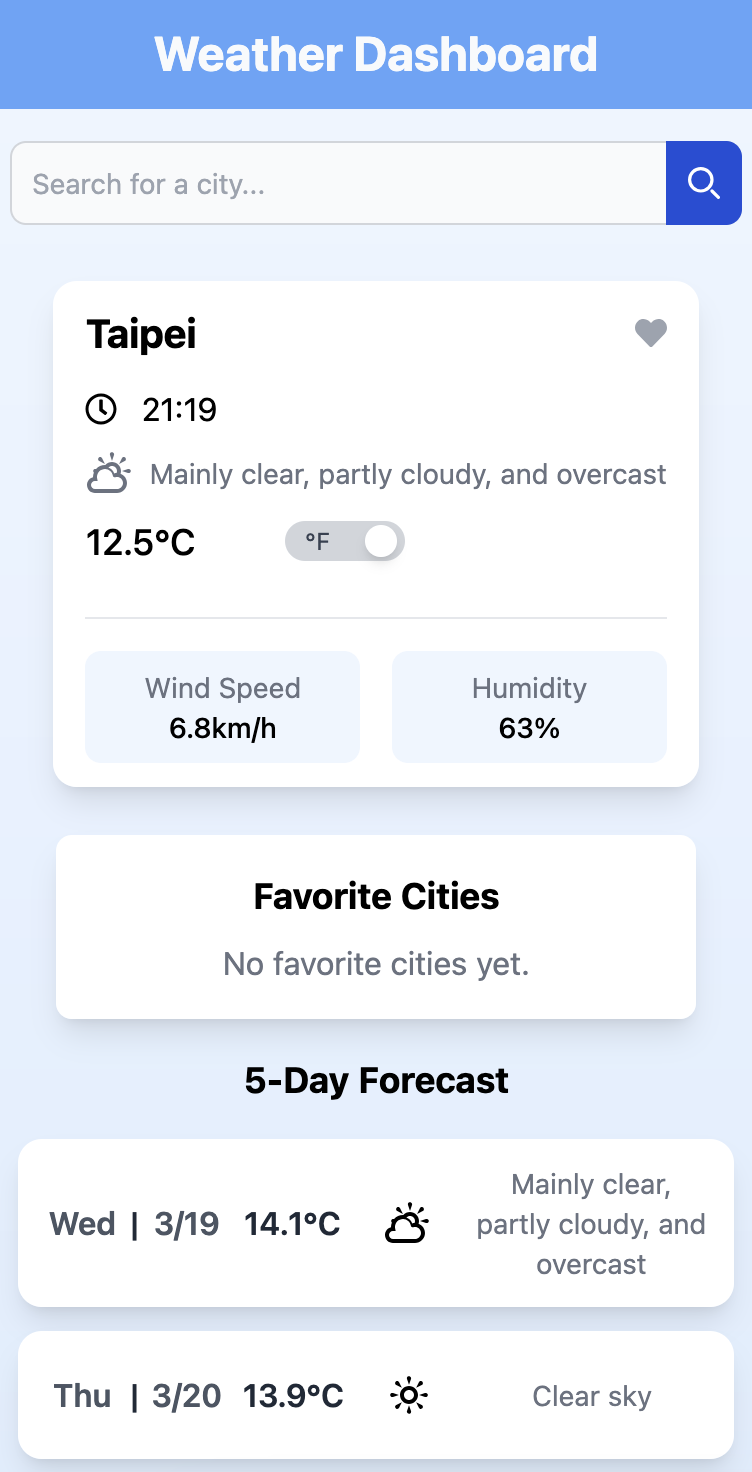 Weather Dashboard
Search for a city...
Taipei
21:19
Mainly clear, partly cloudy, and overcast
12.5°C
°F
Wind Speed
6.8km/h
Humidity
63%
Favorite Cities
No favorite cities yet.
5-Day Forecast
Wed | 3/19 14.1°C
Mainly clear,
partly cloudy, and
overcast
Thu | 3/20 13.9°C
Clear sky